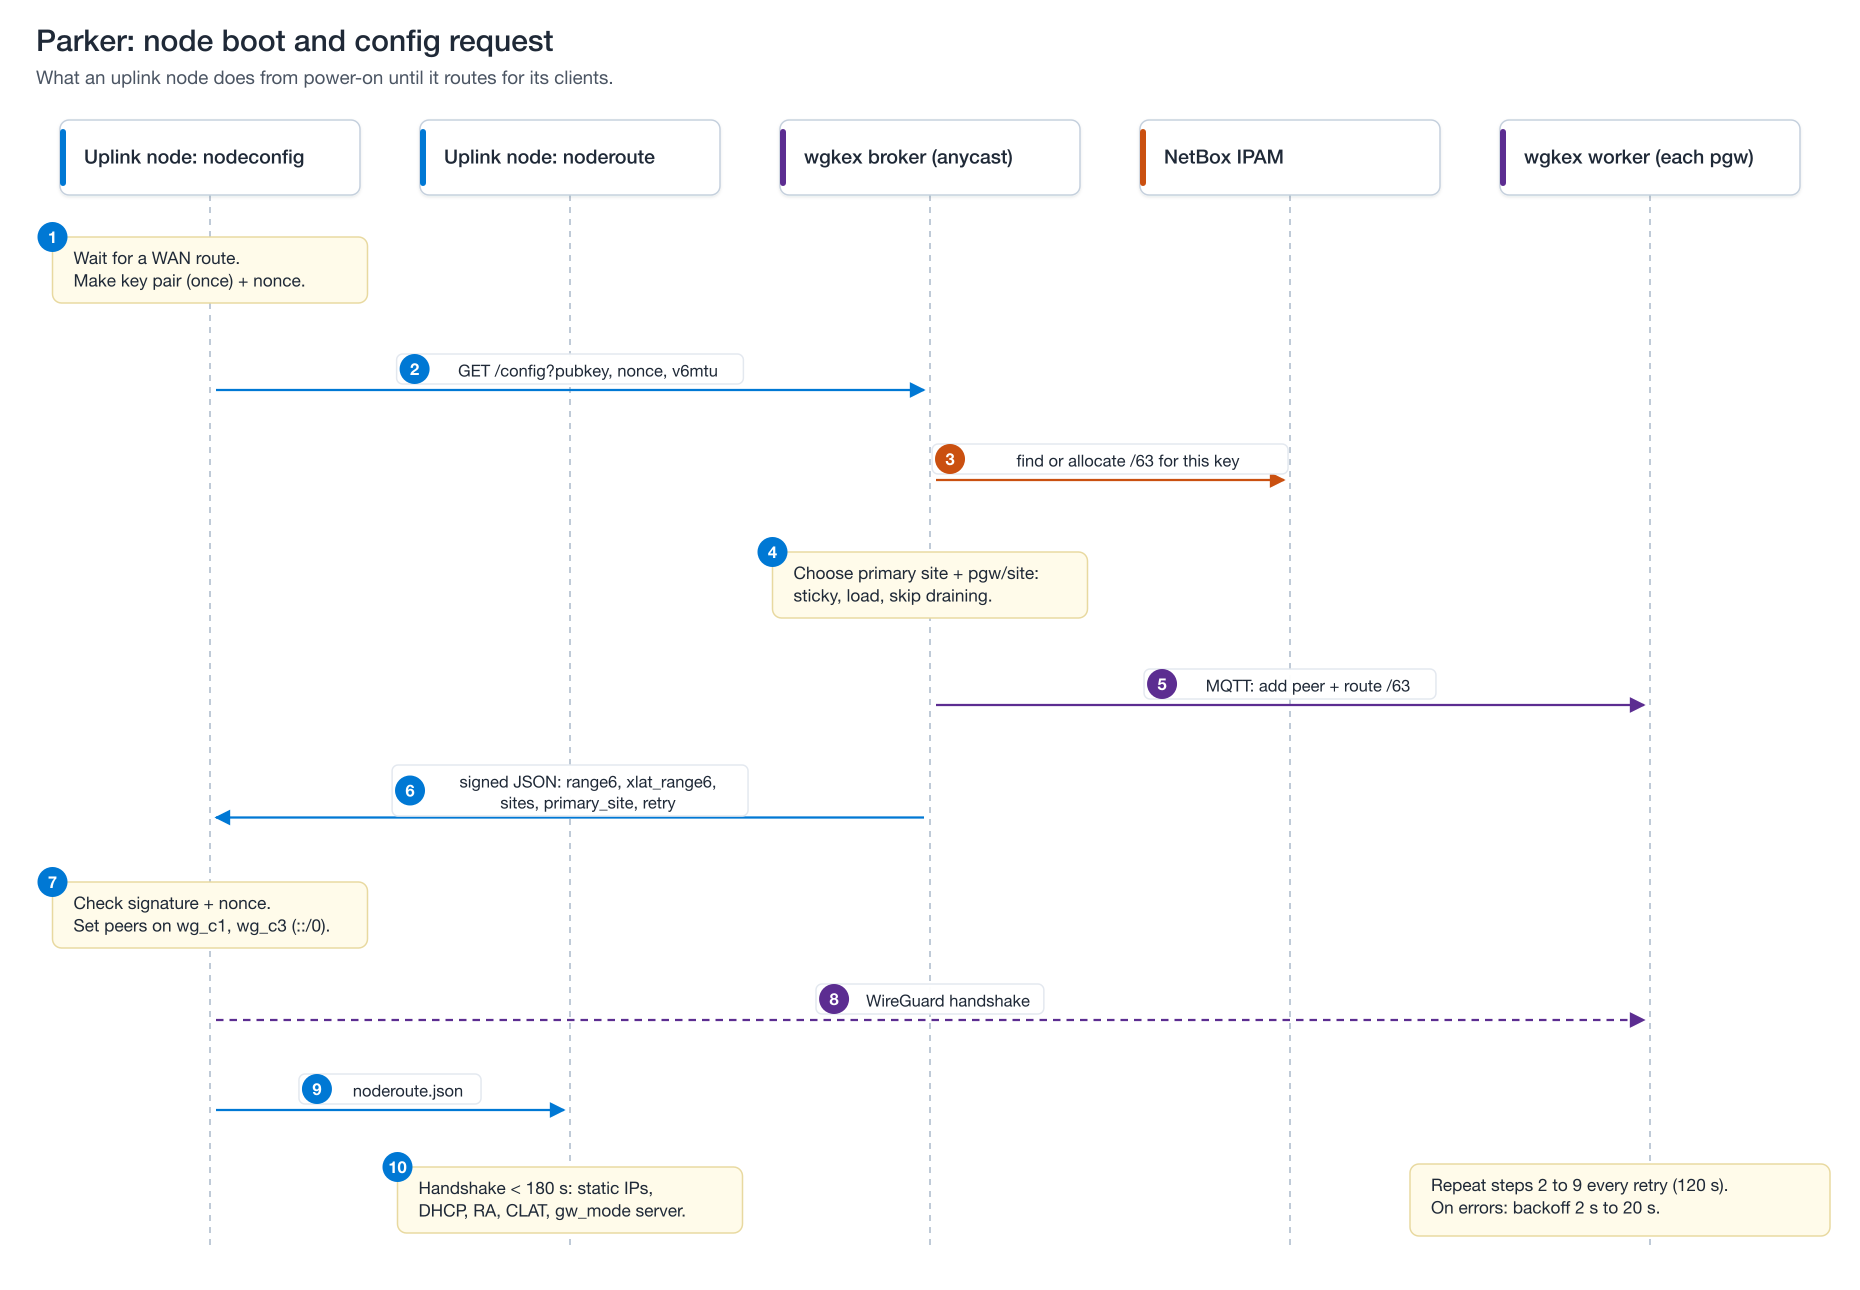 Parker: node boot and config request
What an uplink node does from power-on until it routes for its clients.
Uplink node: nodeconfig
Uplink node: noderoute
wgkex broker (anycast)
NetBox IPAM
wgkex worker (each pgw)
1
Wait for a WAN route.
Make key pair (once) + nonce.
2
GET /config?pubkey, nonce, v6mtu
3
find or allocate /63 for this key
4
Choose primary site + pgw/site:
sticky, load, skip draining.
5
MQTT: add peer + route /63
6
signed JSON: range6, xlat_range6,
sites, primary_site, retry
7
Check signature + nonce.
Set peers on wg_c1, wg_c3 (::/0).
8
WireGuard handshake
9
noderoute.json
10
Handshake < 180 s: static IPs,
DHCP, RA, CLAT, gw_mode server.
Repeat steps 2 to 9 every retry (120 s).
On errors: backoff 2 s to 20 s.